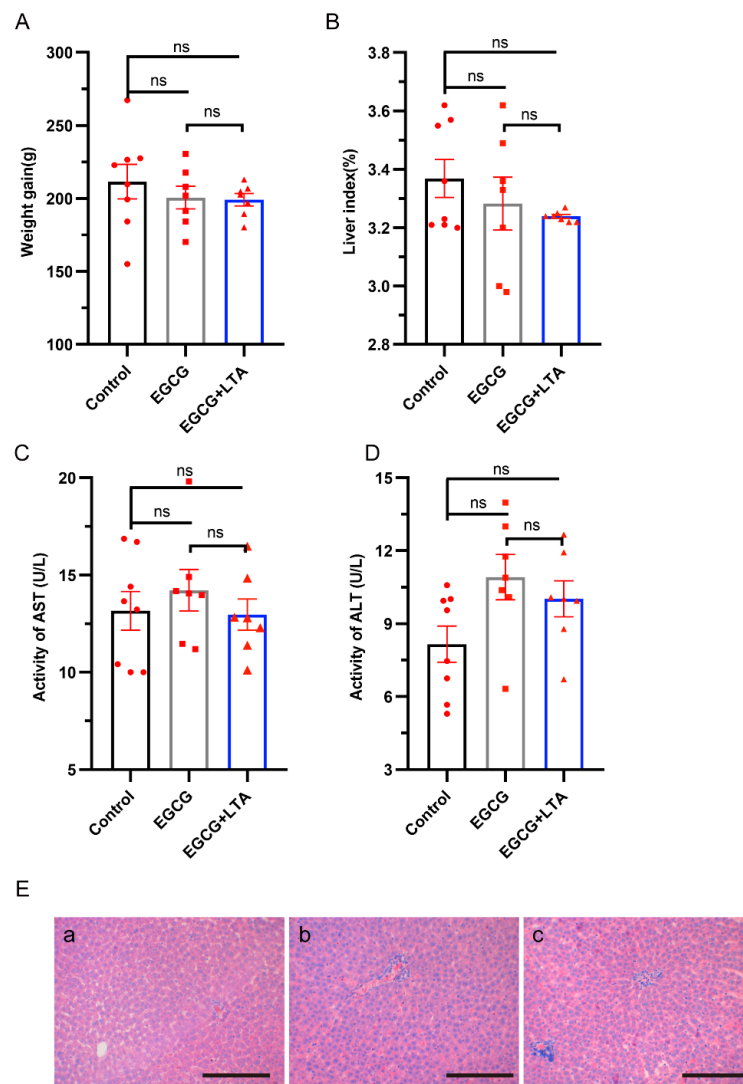 A
Weight gain(g)
300
250
200
150
100
ns
ns
ns
Control
EGCG
EGCG+LTA
B
Liver index(%)
4.0
3.6
3.2
3.0
2.8
ns
ns
ns
Control
EGCG
EGCG+LTA
C
Activity of AST (U/L)
20
15
10
5
ns
ns
ns
Control
EGCG
EGCG+LTA
D
Activity of ALT (U/L)
15
12
9
6
3
ns
ns
ns
Control
EGCG
EGCG+LTA
E
a
b
c